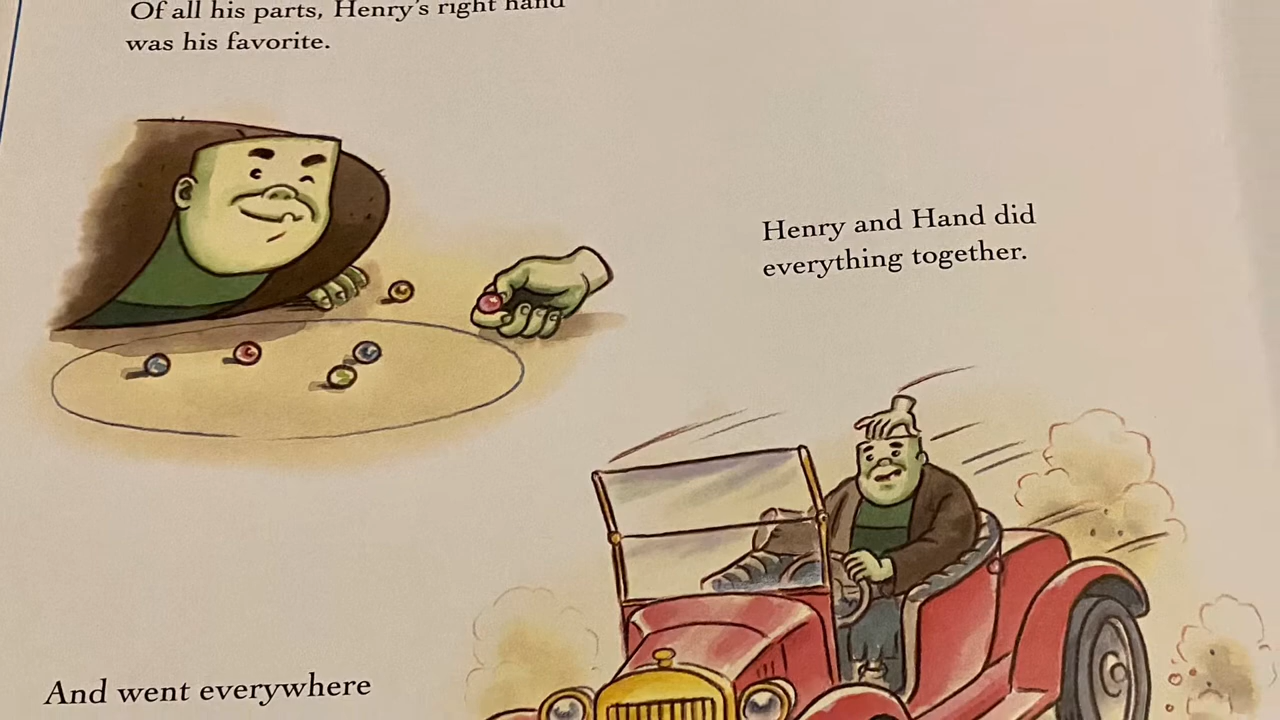 Of all his parts, Henry's right hand
was his favorite.
Henry and Hand did
everything together.
And went everywhere